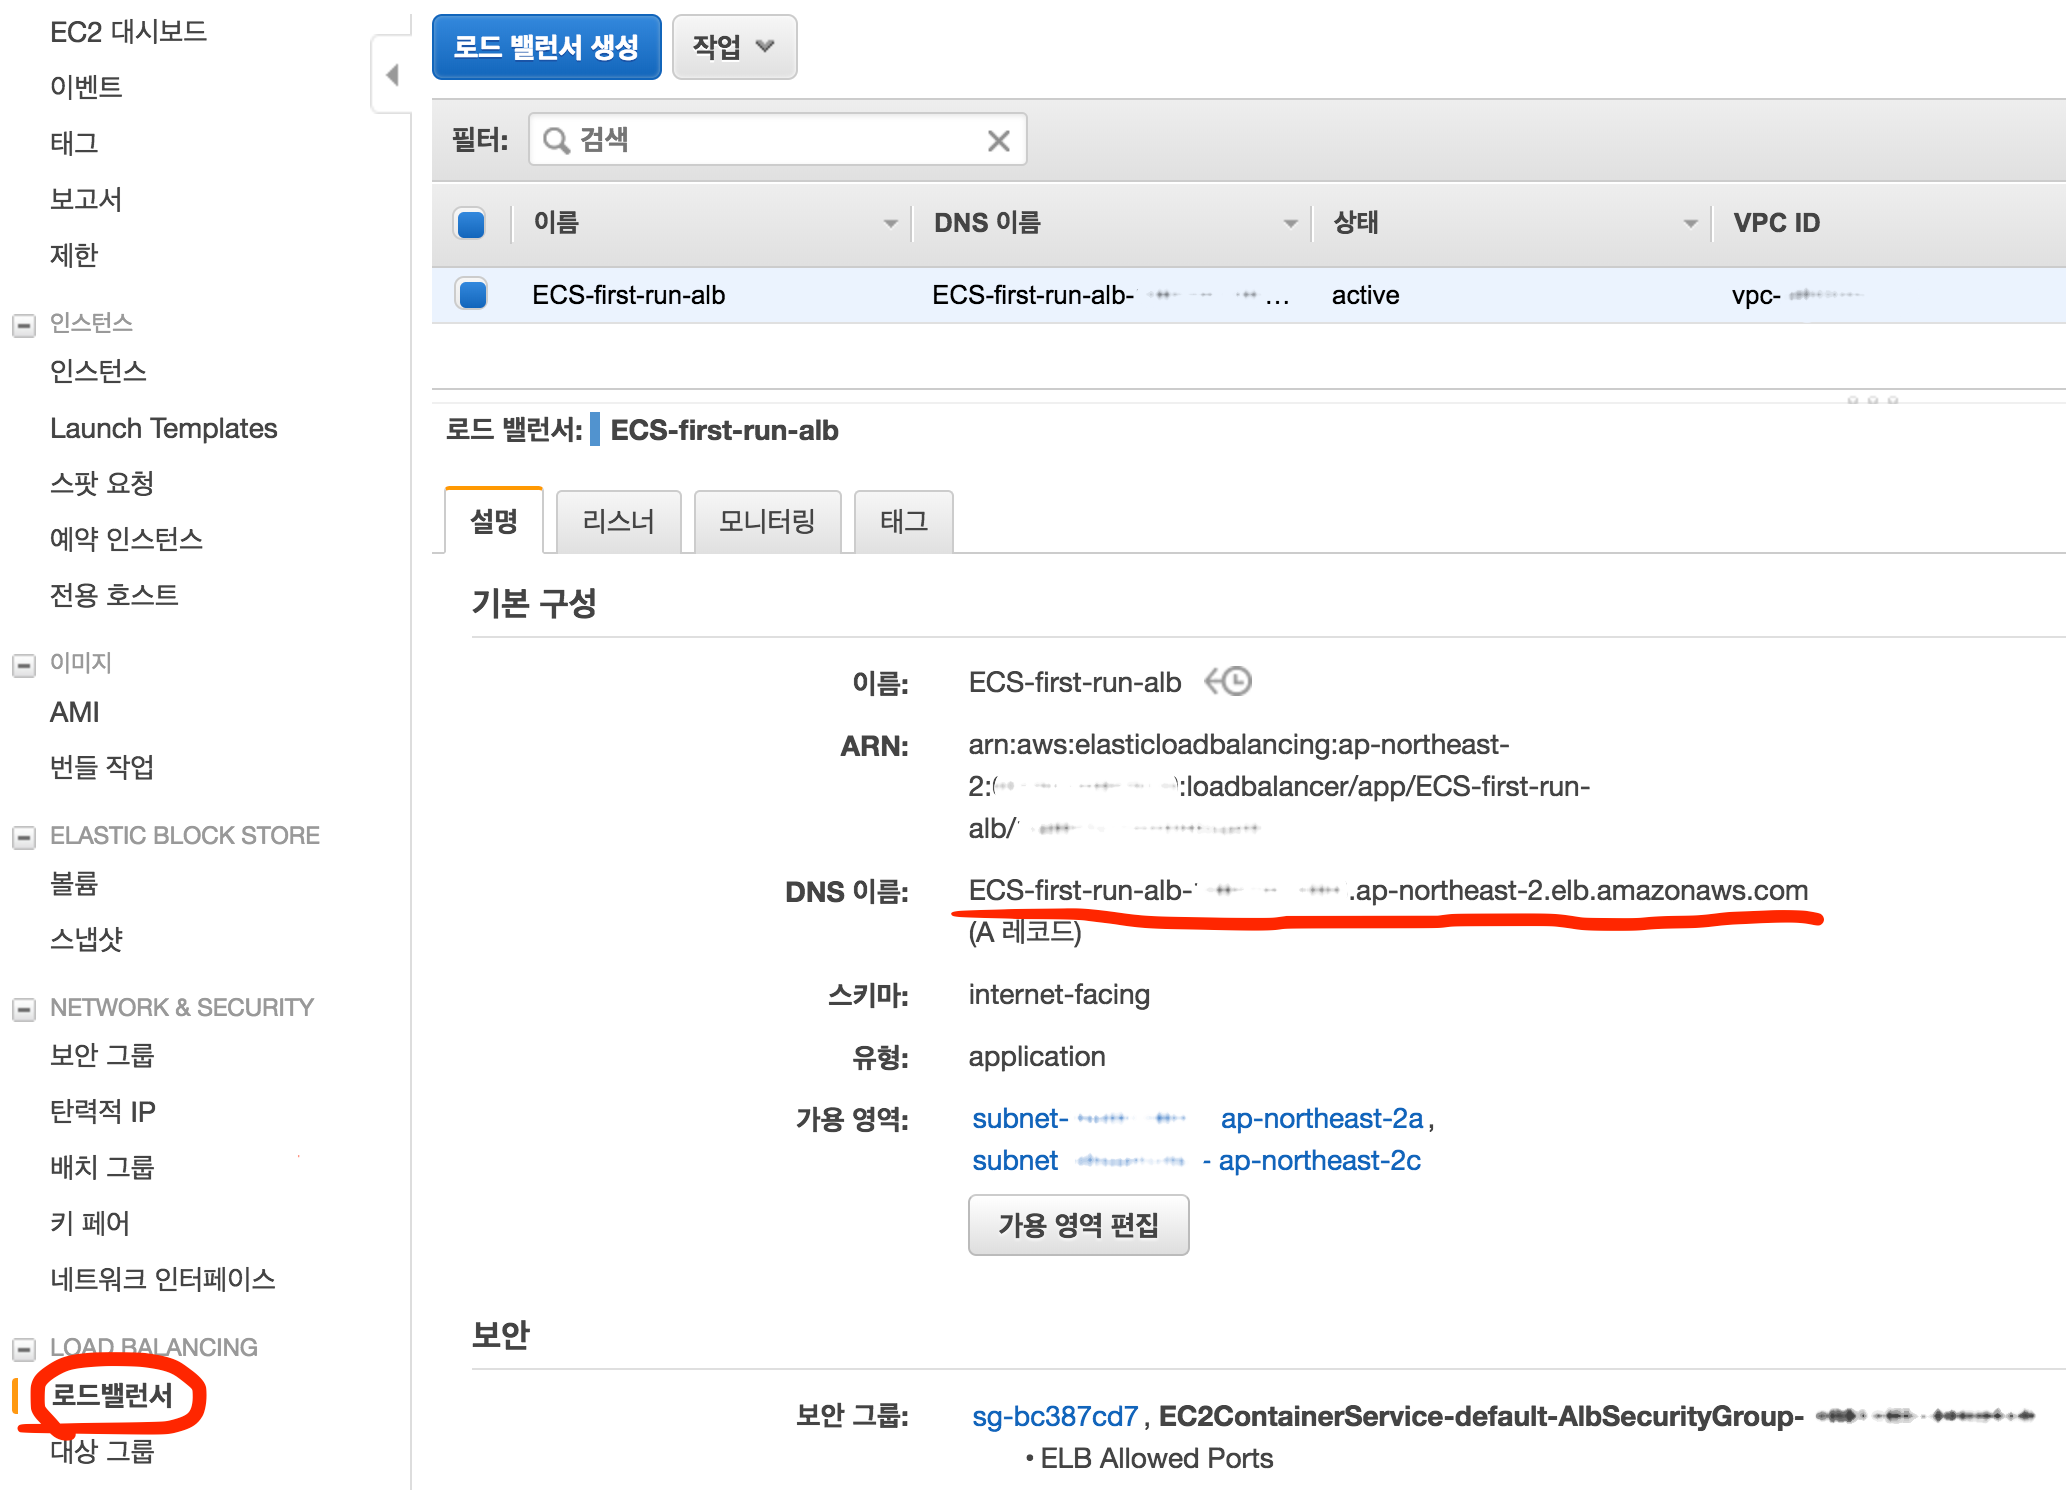 EC2 대시보드
이벤트
태그
보고서
제한
인스턴스
인스턴스
Launch Templates
스팟 요청
예약 인스턴스
전용 호스트
이미지
AMI
번들 작업
ELASTIC BLOCK STORE
볼륨
스냅샷
NETWORK & SECURITY
보안 그룹
탄력적 IP
배치 그룹
키 페어
네트워크 인터페이스
LOAD BALANCING
로드밸런서
대상 그룹
로드 밸런서 생성 작업
필터: 검색
이름 DNS 이름 상태 VPC ID
ECS-first-run-alb ECS-first-run-alb- ... active vpc-
로드 밸런서: ECS-first-run-alb
설명 리스너 모니터링 태그
기본 구성
이름: ECS-first-run-alb
ARN: arn:aws:elasticloadbalancing:ap-northeast-
2: :loadbalancer/app/ECS-first-run-
alb/
DNS 이름: ECS-first-run-alb- .ap-northeast-2.elb.amazonaws.com
(A 레코드)
스키마: internet-facing
유형: application
가용 영역: subnet- ap-northeast-2a,
subnet - ap-northeast-2c
가용 영역 편집
보안
보안 그룹: sg-bc387cd7, EC2ContainerService-default-AlbSecurityGroup-
• ELB Allowed Ports